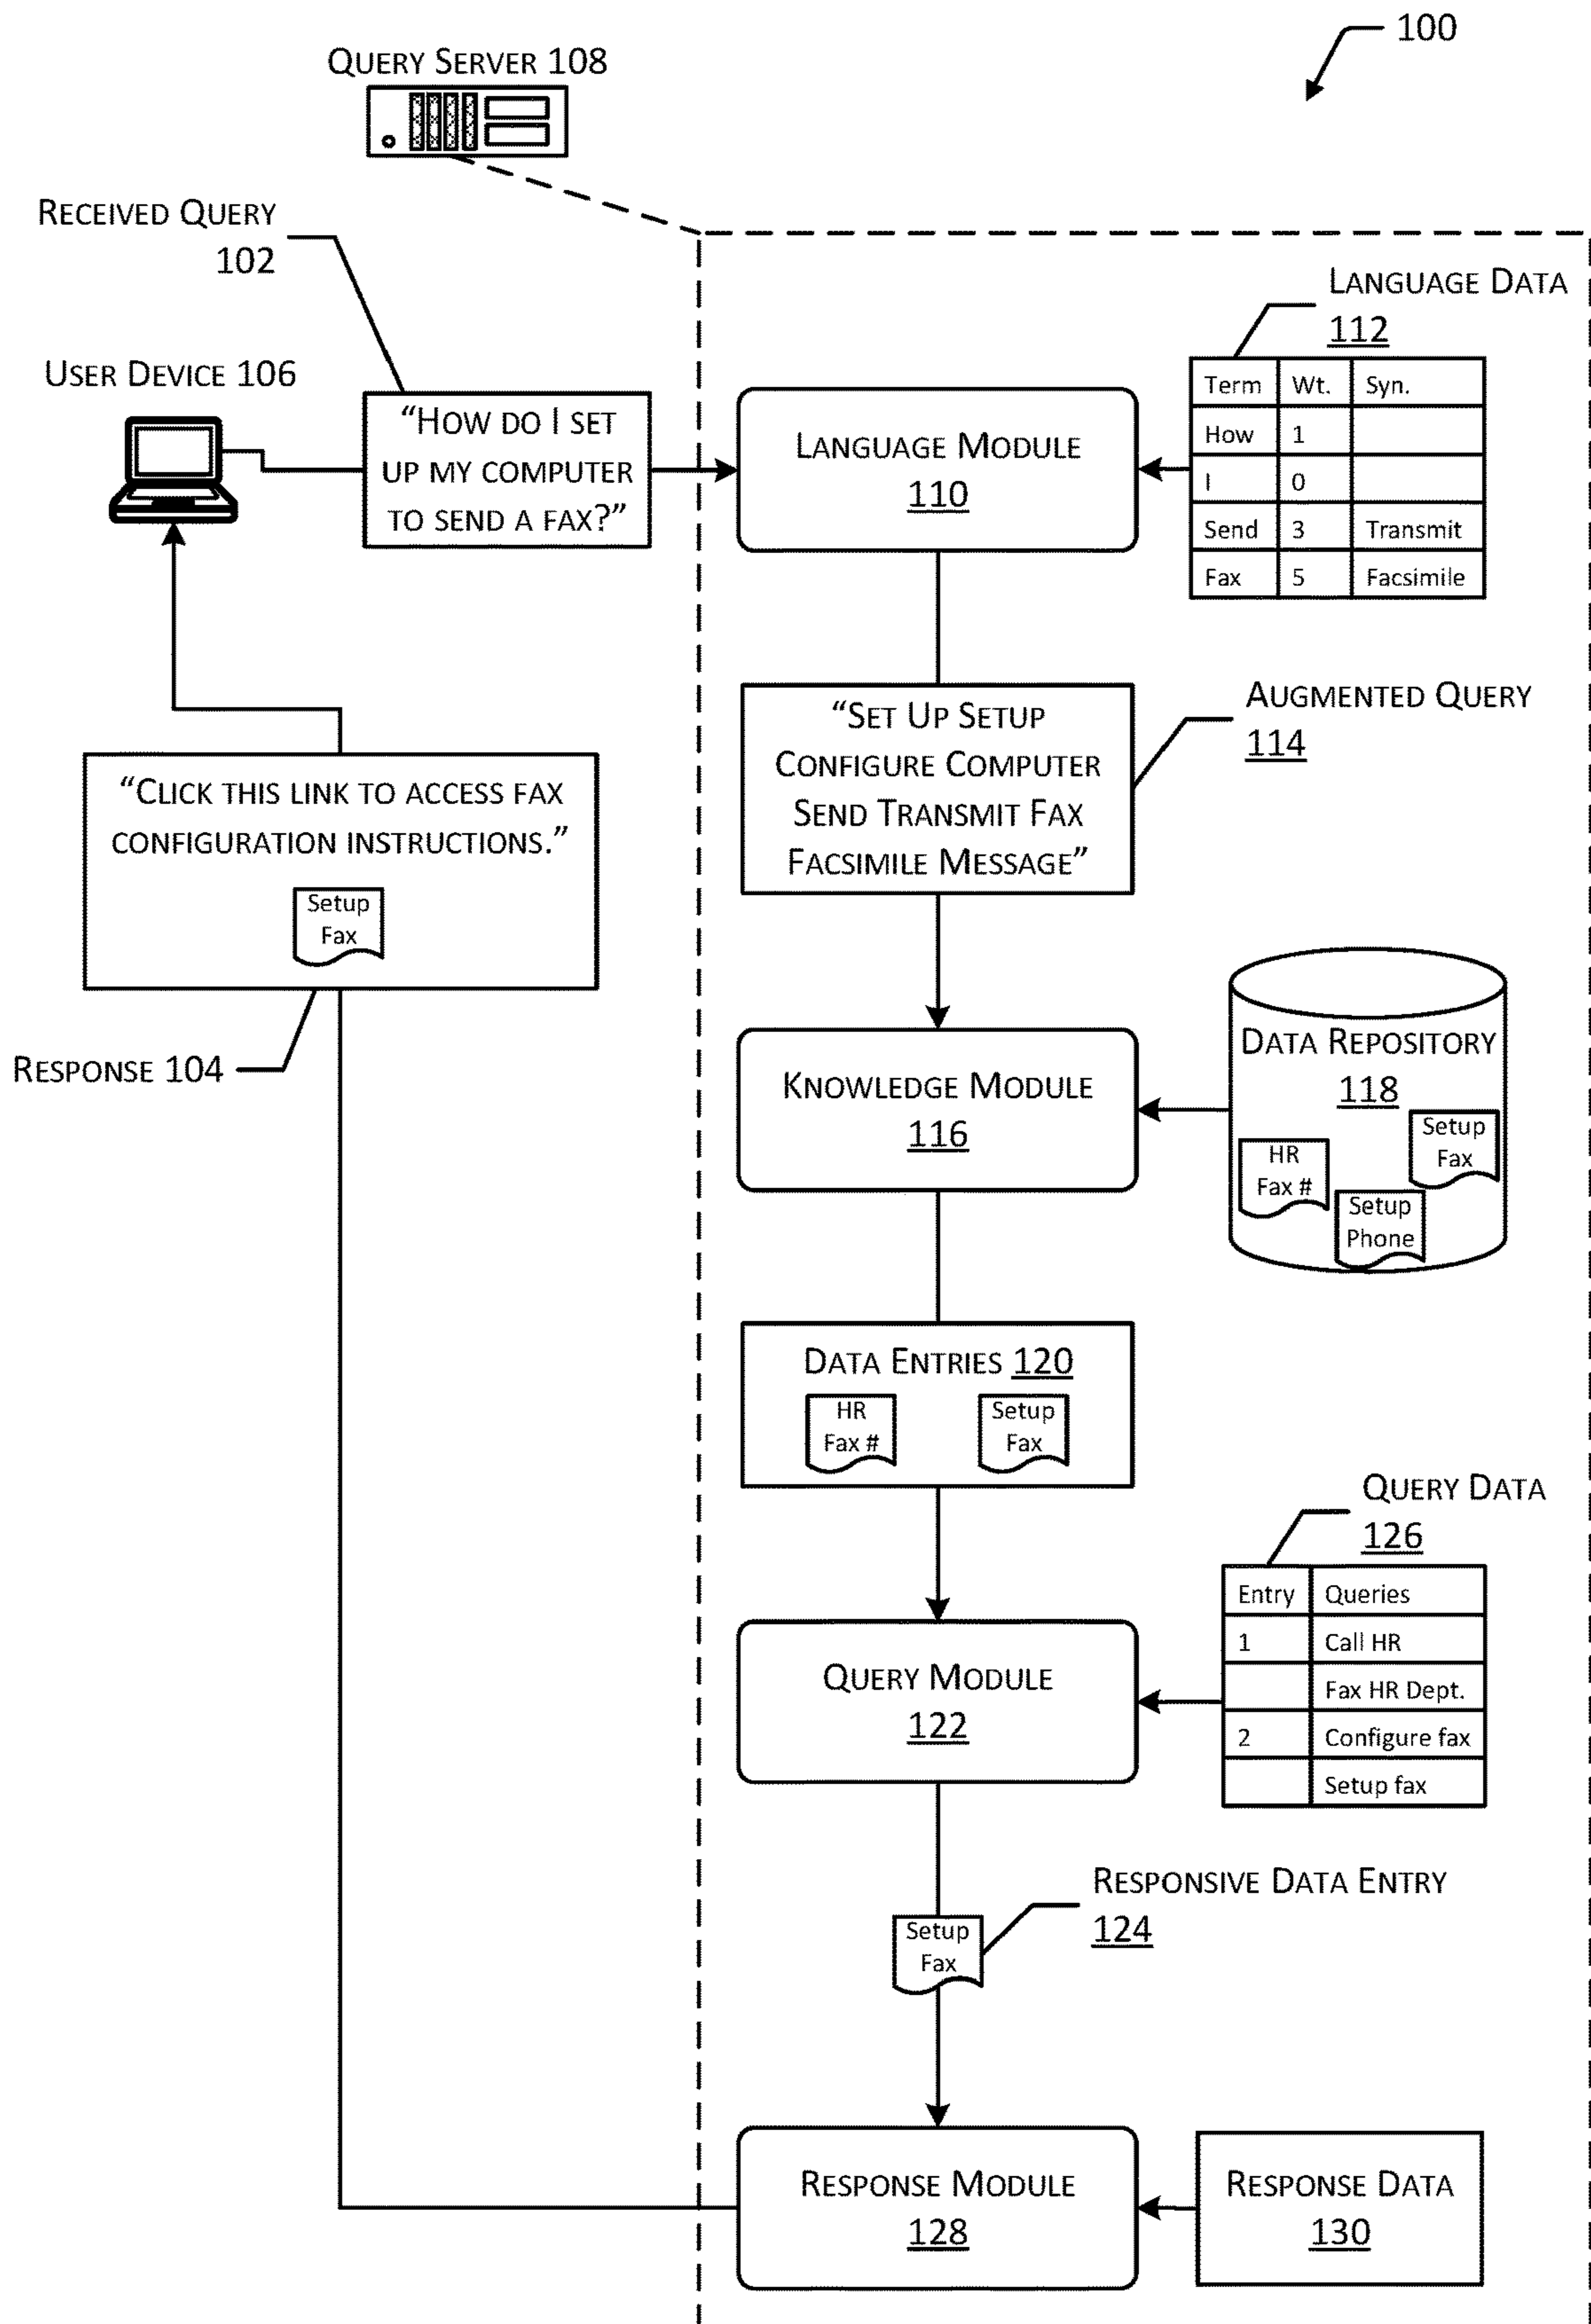 100
QUERY SERVER 108
RECEIVED QUERY
102
LANGUAGE DATA
112
Term Wt. Syn.
How 1
I 0
Send 3 Transmit
Fax 5 Facsimile
USER DEVICE 106
“HOW DO I SET
UP MY COMPUTER
TO SEND A FAX?”
LANGUAGE MODULE
110
“SET UP SETUP
CONFIGURE COMPUTER
SEND TRANSMIT FAX
FACSIMILE MESSAGE”
AUGMENTED QUERY
114
“CLICK THIS LINK TO ACCESS FAX
CONFIGURATION INSTRUCTIONS.”
Setup
Fax
RESPONSE 104
KNOWLEDGE MODULE
116
DATA REPOSITORY
118
HR
Fax #
Setup
Phone
Setup
Fax
DATA ENTRIES 120
HR
Fax #
Setup
Fax
QUERY DATA
126
Entry Queries
1 Call HR
Fax HR Dept.
2 Configure fax
Setup fax
QUERY MODULE
122
RESPONSIVE DATA ENTRY
124
Setup
Fax
RESPONSE MODULE
128
RESPONSE DATA
130